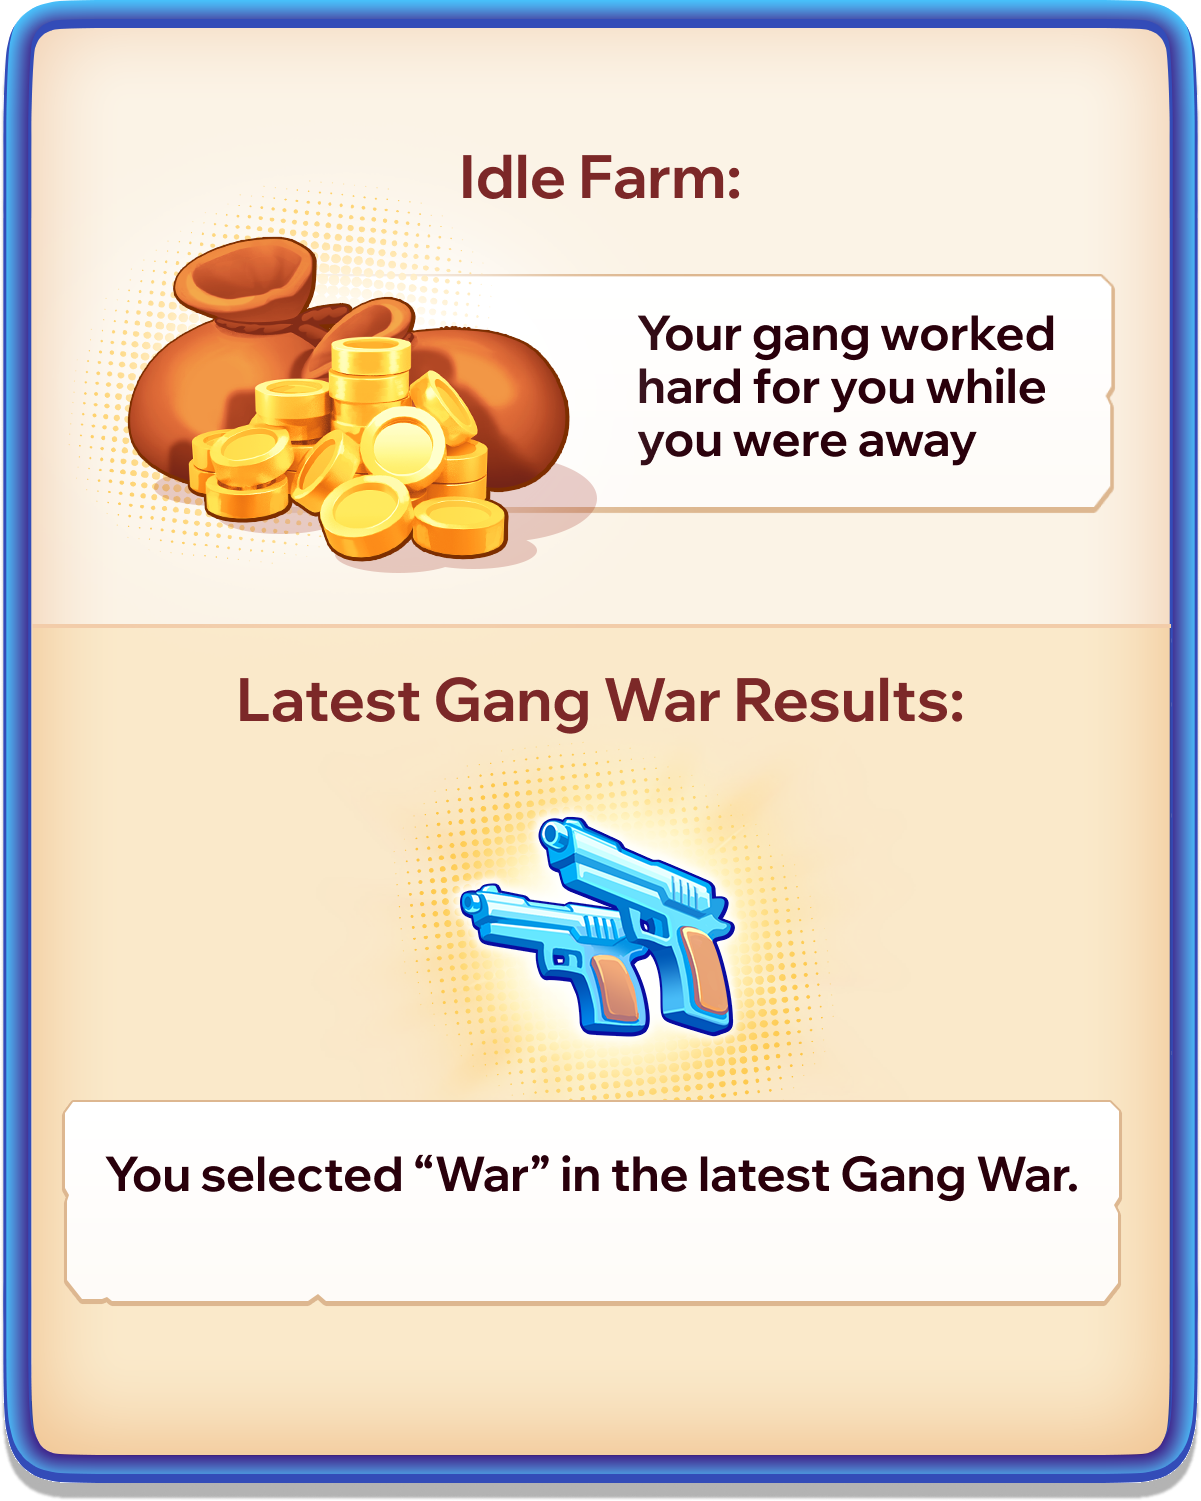 Idle Farm:
Your gang worked
hard for you while
you were away
Latest Gang War Results:
You selected “War” in the latest Gang War.